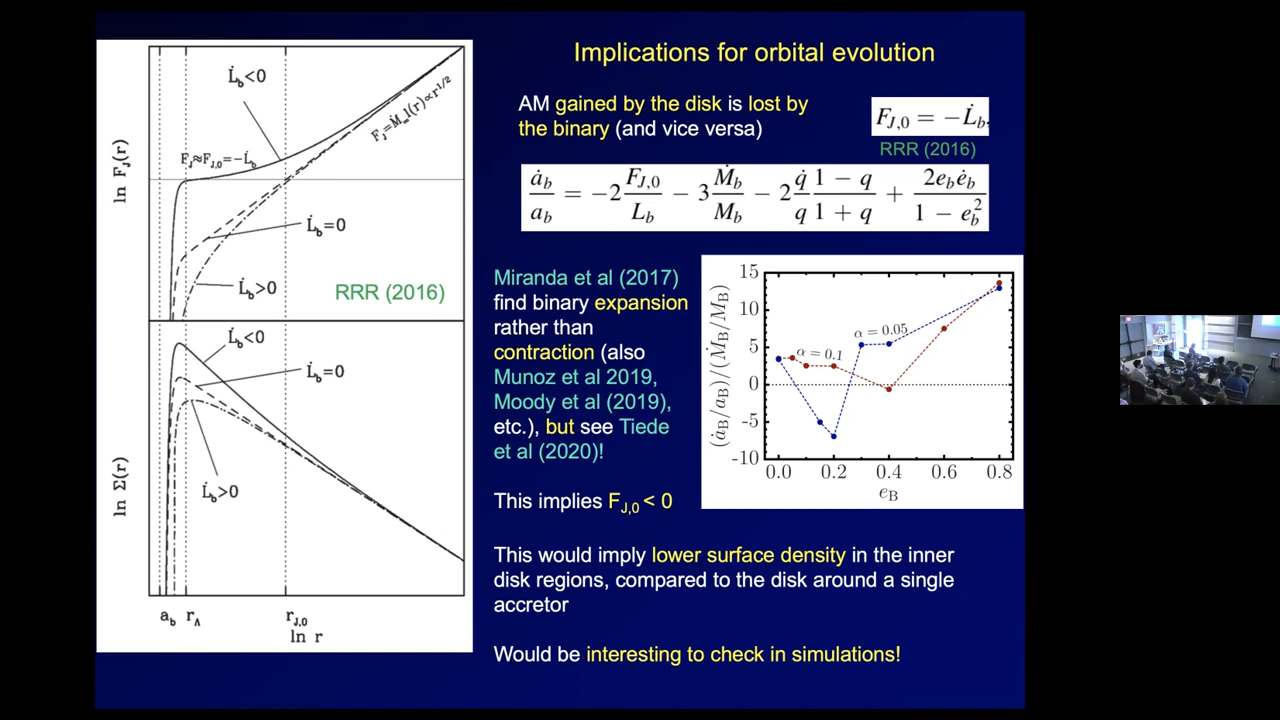 Implications for orbital evolution
AM gained by the disk is lost by
the binary (and vice versa)
F_{J,0} = −L̇_b,
RRR (2016)
ȧ_b/a_b = −2 F_{J,0}/L_b − 3 Ṁ_b/M_b − 2 q̇/q (1 − q)/(1 + q) + 2e_bė_b/(1 − e_b²)
Miranda et al (2017)
find binary expansion
rather than
contraction (also
Munoz et al 2019,
Moody et al (2019),
etc.), but see Tiede
et al (2020)!
This implies F_{J,0} < 0
This would imply lower surface density in the inner
disk regions, compared to the disk around a single
accretor
Would be interesting to check in simulations!
ln F_J(r)
L̇_b<0
F_J=Ṁ_∞l(r)∝r^{1/2}
F_J≈F_{J,0}=−L̇_b
L̇_b=0
L̇_b>0
RRR (2016)
ln Σ(r)
L̇_b<0
L̇_b=0
L̇_b>0
a_b r_Λ r_{J,0}
ln r
(ȧ_B/a_B)/(Ṁ_B/M_B)
15
10
5
0
-5
-10
α = 0.05
α = 0.1
0.0 0.2 0.4 0.6 0.8
e_B